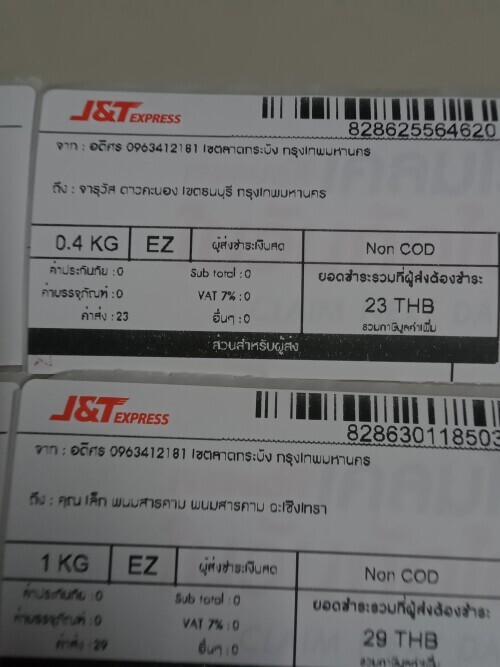 J&T EXPRESS
828625564620
จาก : อดิศร 0963412181 เขตลาดกระบัง กรุงเทพมหานคร
ถึง : จารุวัส ดาวคะนอง เขตธนบุรี กรุงเทพมหานคร
0.4 KG EZ ผู้ส่งชำระเงินสด Non COD
ค่าประกันภัย : 0 Sub total : 0 ยอดชำระรวมที่ผู้ส่งต้องชำระ
ค่าบรรจุภัณฑ์ : 0 VAT 7% : 0 23 THB
ค่าส่ง : 23 อื่นๆ : 0 รวมภาษีมูลค่าเพิ่ม
ส่วนสำหรับผู้ส่ง
J&T EXPRESS
828630118503
จาก : อดิศร 0963412181 เขตลาดกระบัง กรุงเทพมหานคร
ถึง : คุณ เล็ก พนมสารคาม พนมสารคาม ฉะเชิงเทรา
1 KG EZ ผู้ส่งชำระเงินสด Non COD
ค่าประกันภัย : 0 Sub total : 0 ยอดชำระรวมที่ผู้ส่งต้องชำระ
ค่าบรรจุภัณฑ์ : 0 VAT 7% : 0 29 THB
ค่าส่ง : 29 อื่นๆ : 0 รวมภาษีมูลค่าเพิ่ม